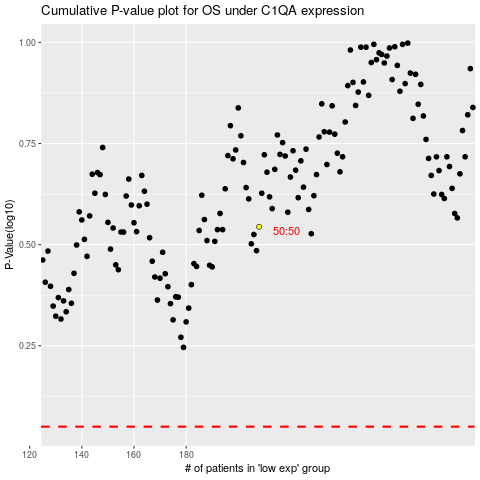 Cumulative P-value plot for OS under C1QA expression
P-Value(log10)
1.00
0.75
0.50
0.25
50:50
120 140 160 180
# of patients in 'low exp' group